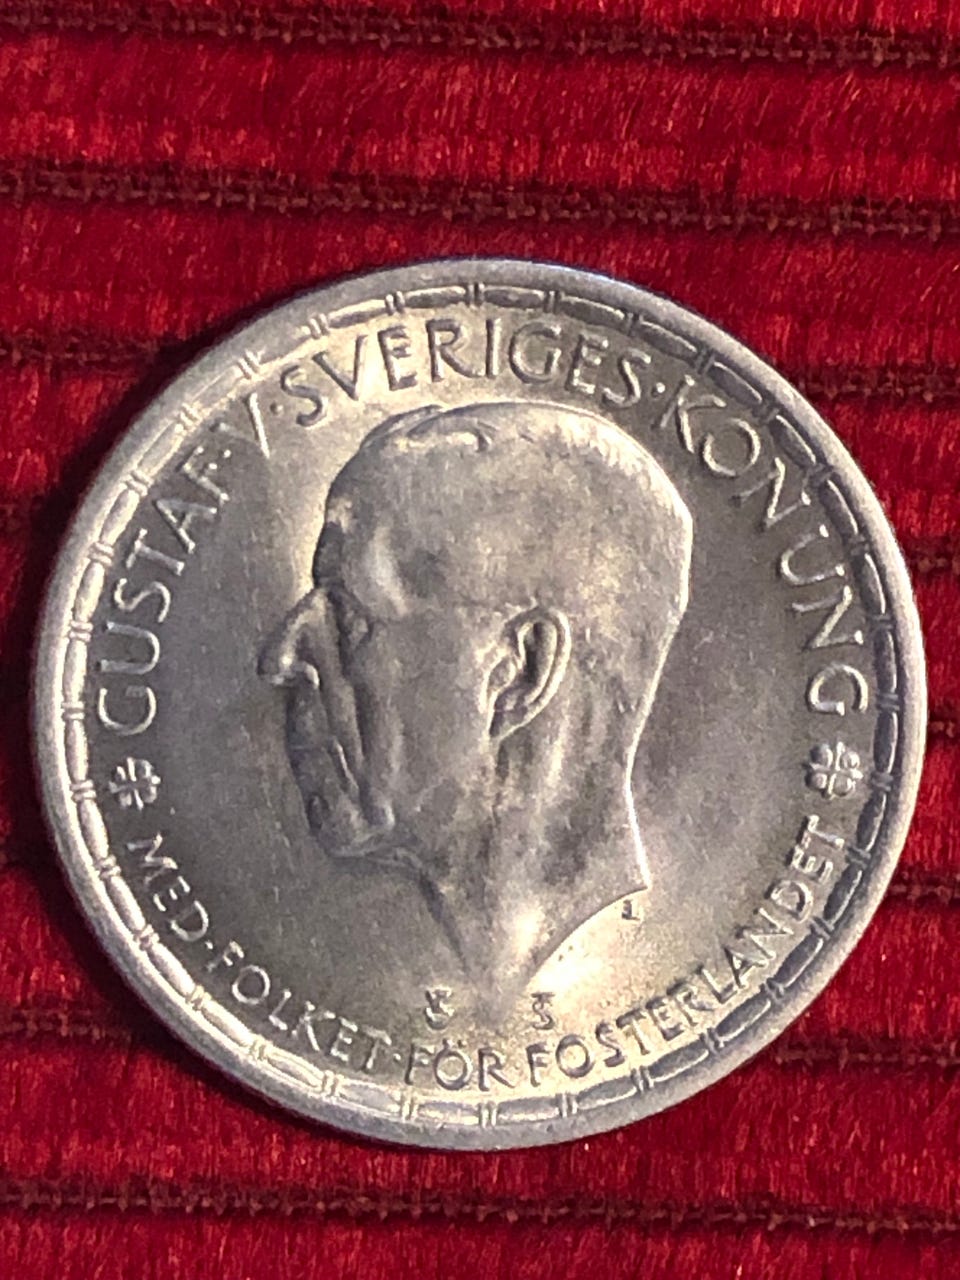 GUSTAF·V·SVERIGES·KONUNG
MED·FOLKET·FÖR FOSTERLANDET